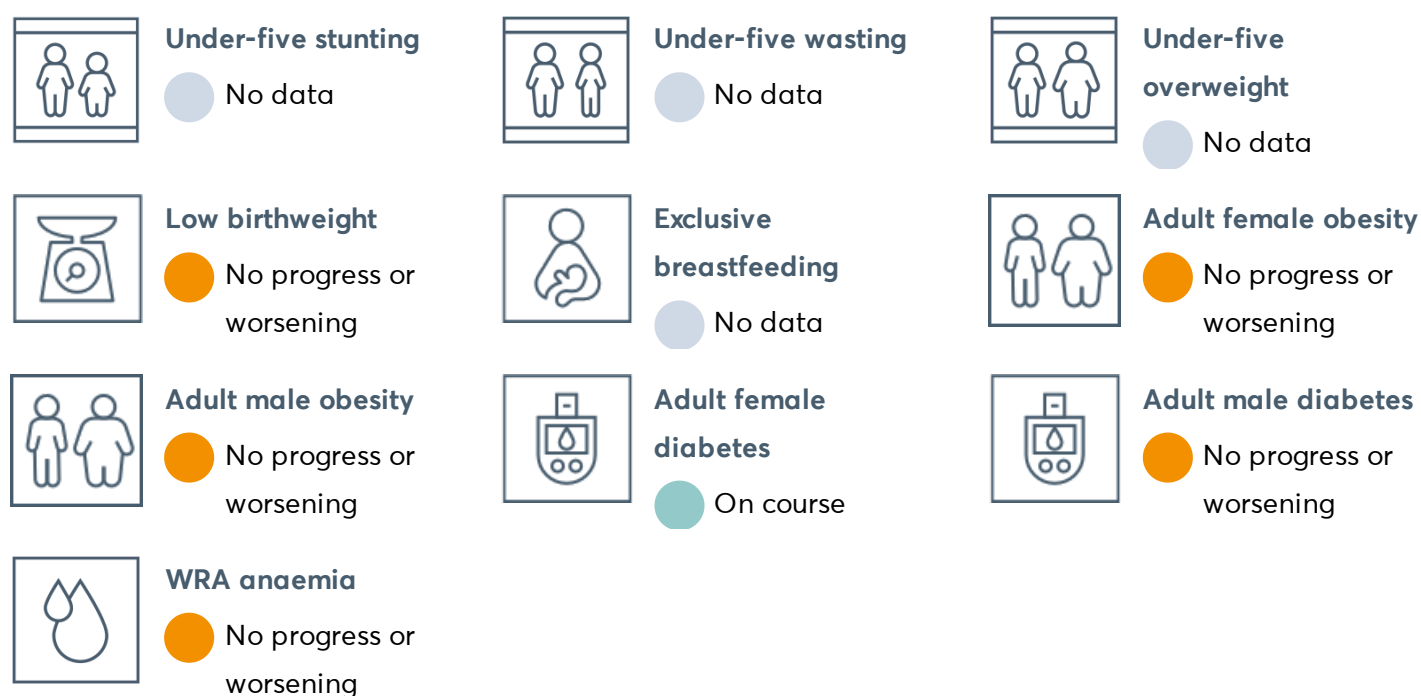 Under-five stunting
No data
Under-five wasting
No data
Under-five
overweight
No data
Low birthweight
No progress or
worsening
Exclusive
breastfeeding
No data
Adult female obesity
No progress or
worsening
Adult male obesity
No progress or
worsening
Adult female
diabetes
On course
Adult male diabetes
No progress or
worsening
WRA anaemia
No progress or
worsening